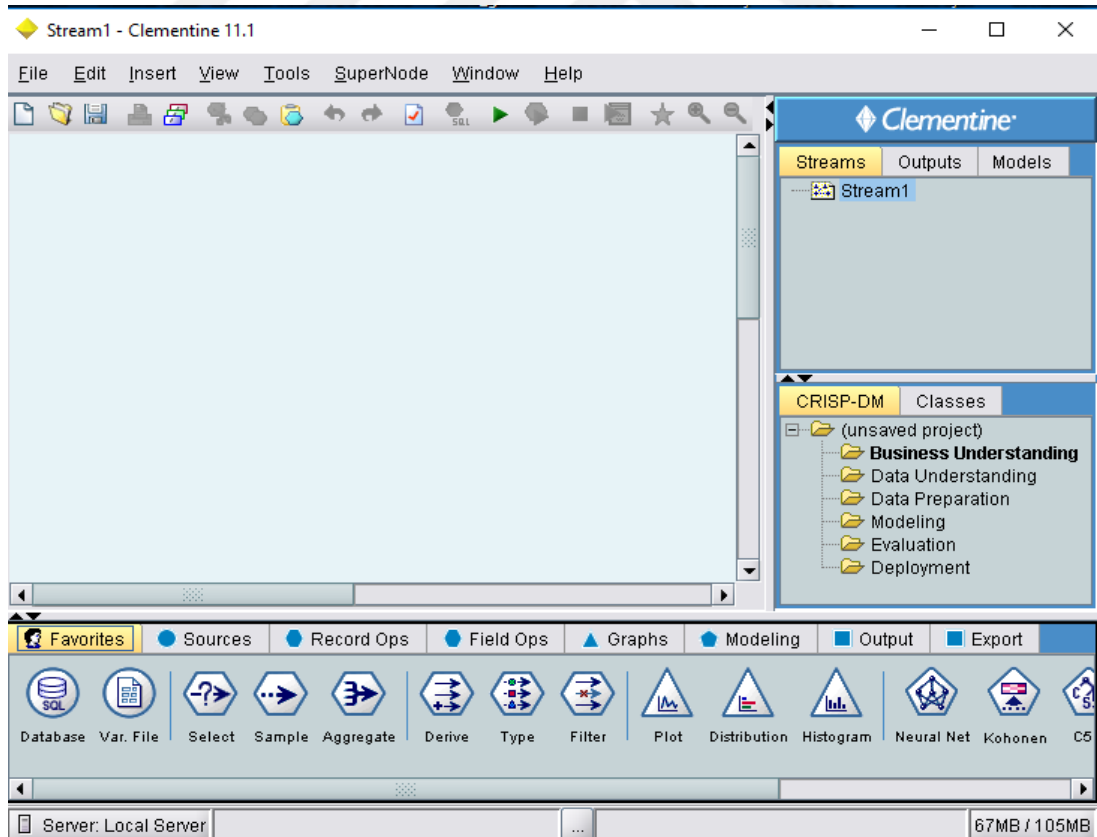 Stream1 - Clementine 11.1
File Edit Insert View Tools SuperNode Window Help
SQL
Clementine
Streams Outputs Models
Stream1
CRISP-DM Classes
(unsaved project)
Business Understanding
Data Understanding
Data Preparation
Modeling
Evaluation
Deployment
Favorites Sources Record Ops Field Ops Graphs Modeling Output Export
SQL
Database Var. File Select Sample Aggregate Derive Type Filter Plot Distribution Histogram Neural Net Kohonen C5
Server: Local Server ... 67MB / 105MB